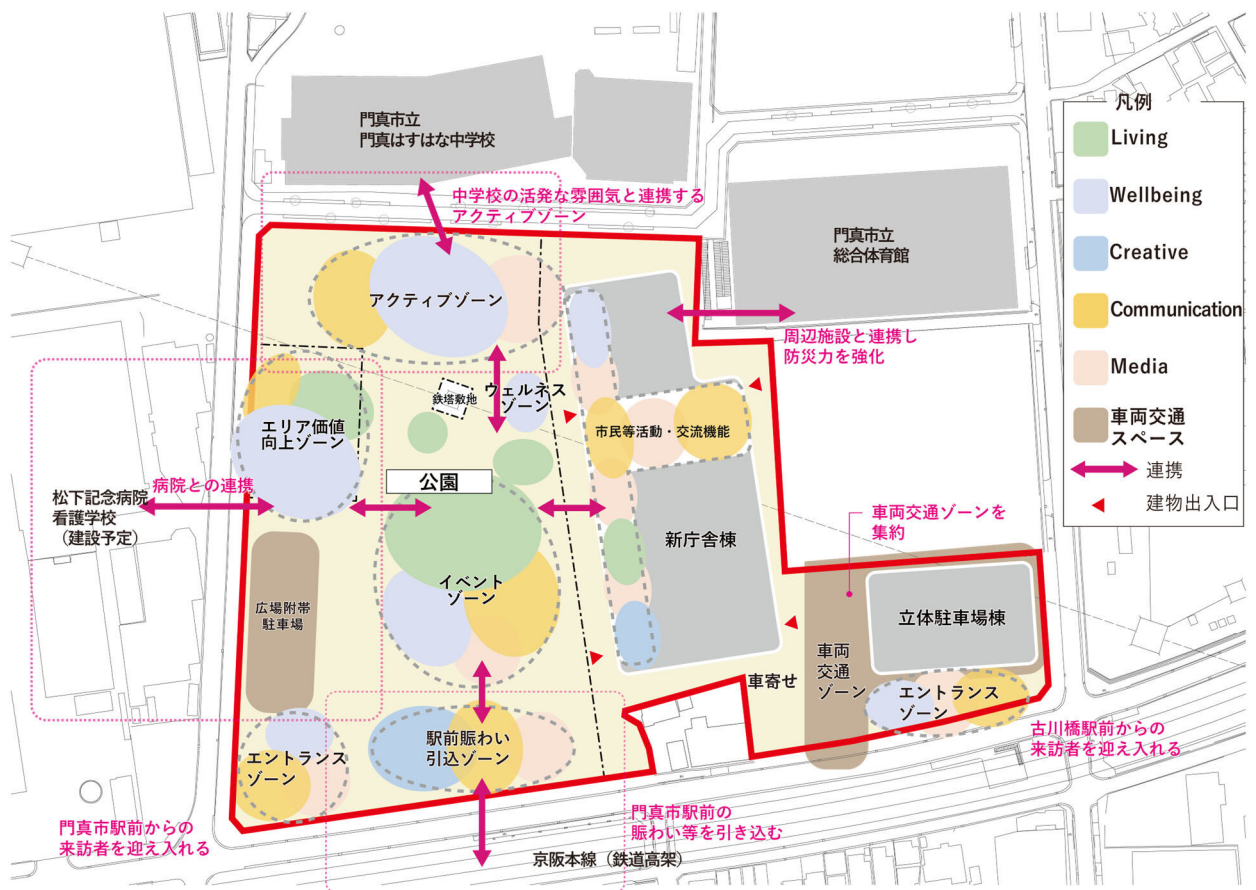 門真市立
門真はすはな中学校
中学校の活発な雰囲気と連携する
アクティブゾーン
門真市立
総合体育館
周辺施設と連携し
防災力を強化
アクティブゾーン
鉄塔敷地
ウェルネス
ゾーン
エリア価値
向上ゾーン
市民等活動・交流機能
公園
病院との連携
松下記念病院
看護学校
（建設予定）
新庁舎棟
車両交通ゾーンを
集約
イベント
ゾーン
広場附帯
駐車場
立体駐車場棟
車両
交通
ゾーン
車寄せ
エントランス
ゾーン
駅前賑わい
引込ゾーン
エントランス
ゾーン
古川橋駅前からの
来訪者を迎え入れる
門真市駅前の
賑わい等を引き込む
門真市駅前からの
来訪者を迎え入れる
京阪本線（鉄道高架）
凡例
Living
Wellbeing
Creative
Communication
Media
車両交通
スペース
連携
建物出入口